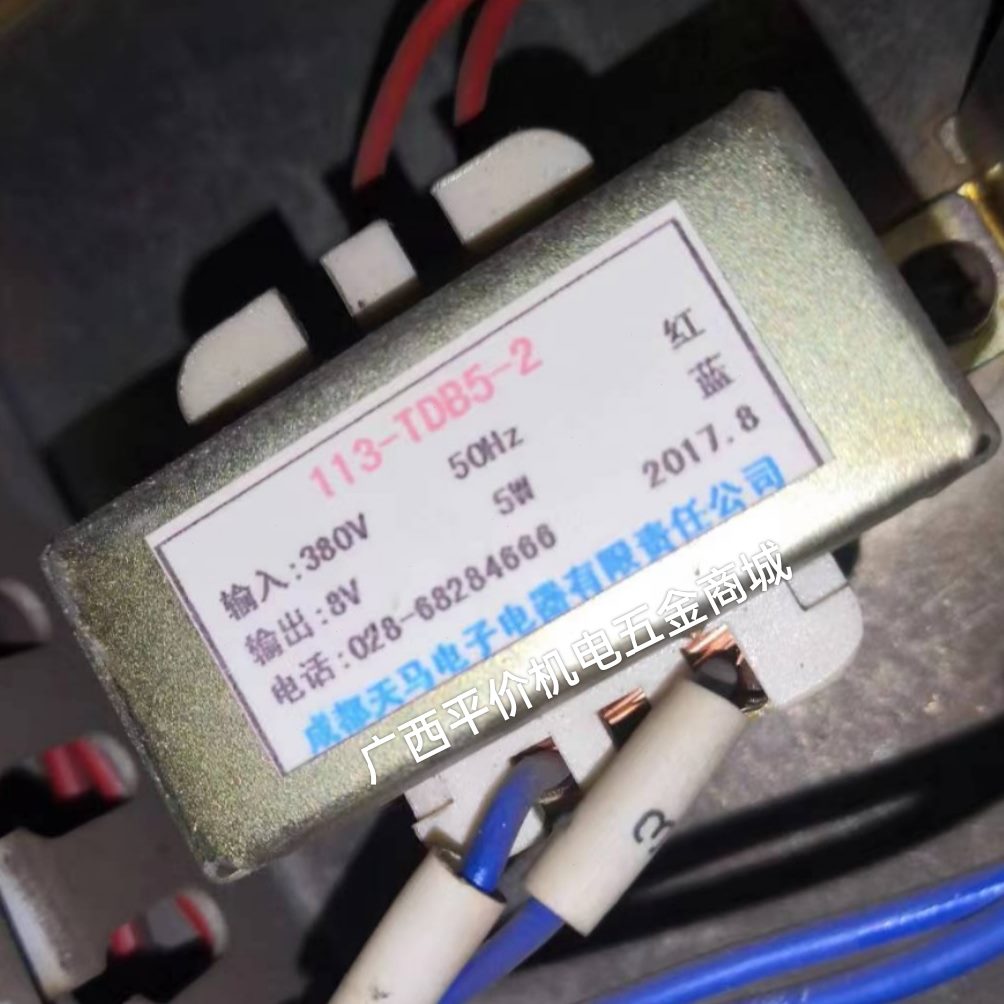 113-TDB5-2
输入:380V 50Hz 红
输出:8V 5W 蓝
电话:028-68284666 2017.8
成都天马电子电器有限责任公司
广西平价机电五金商城
3